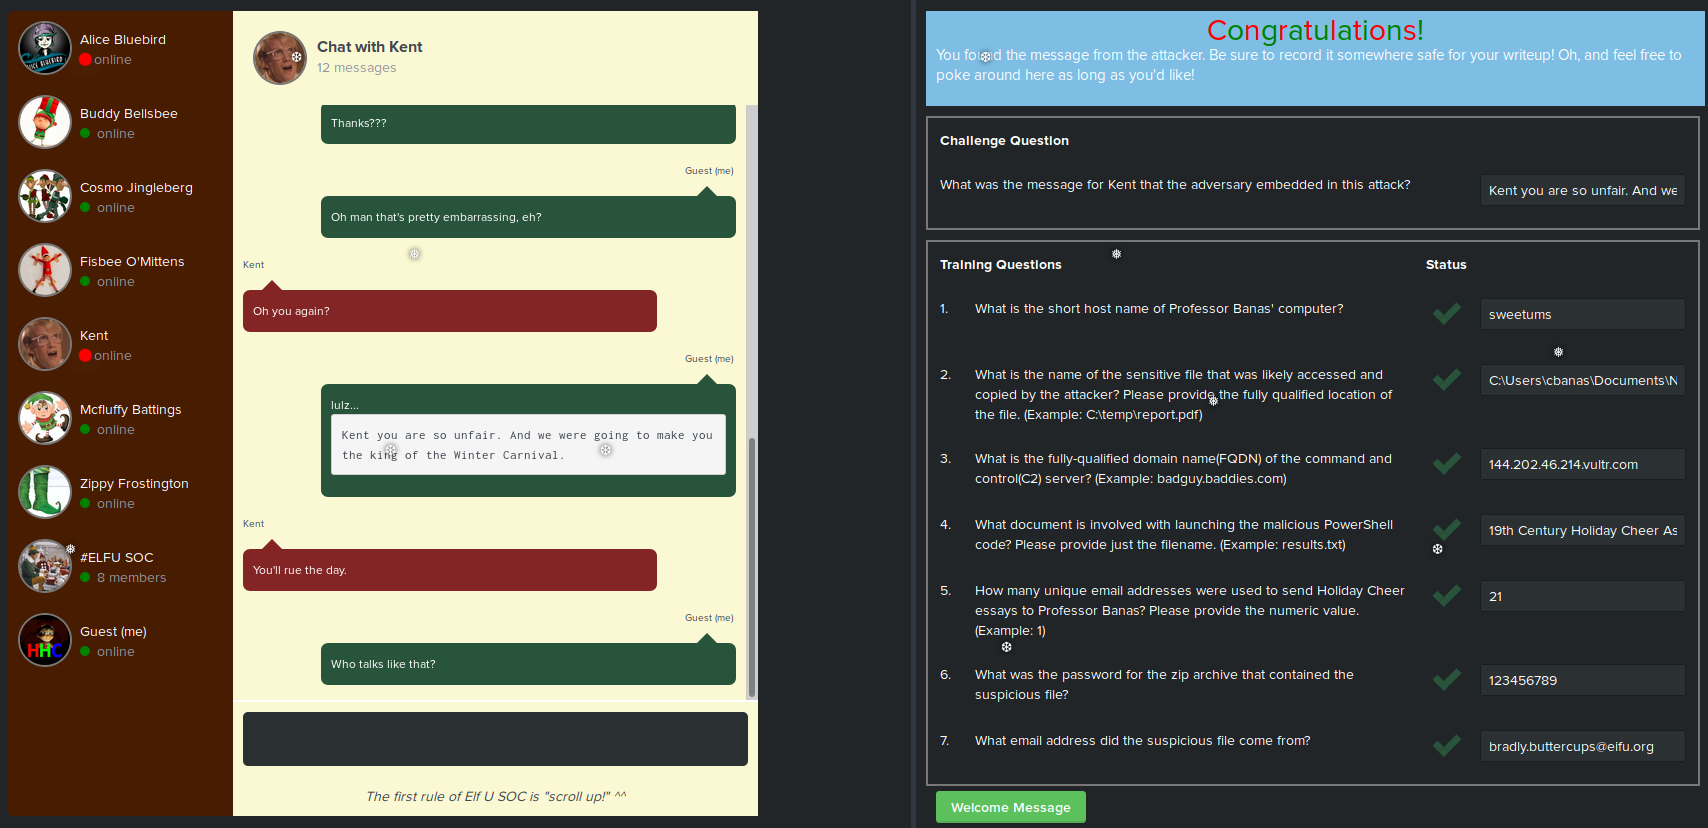 Alice Bluebird
online
Buddy Bellsbee
online
Cosmo Jingleberg
online
Fisbee O'Mittens
online
Kent
online
Mcfluffy Battings
online
Zippy Frostington
online
#ELFU SOC
8 members
HHC
Guest (me)
online
Chat with Kent
12 messages
Thanks???
Guest (me)
Oh man that's pretty embarrassing, eh?
Kent
Oh you again?
Guest (me)
lulz...
Kent you are so unfair. And we were going to make you
the king of the Winter Carnival.
Kent
You'll rue the day.
Guest (me)
Who talks like that?
The first rule of Elf U SOC is "scroll up!" ^^
Congratulations!
You found the message from the attacker. Be sure to record it somewhere safe for your writeup! Oh, and feel free to
poke around here as long as you'd like!
Challenge Question
What was the message for Kent that the adversary embedded in this attack?
Kent you are so unfair. And we
Training Questions
Status
1. What is the short host name of Professor Banas' computer?
sweetums
2. What is the name of the sensitive file that was likely accessed and
copied by the attacker? Please provide the fully qualified location of
the file. (Example: C:\temp\report.pdf)
C:\Users\cbanas\Documents\N
3. What is the fully-qualified domain name(FQDN) of the command and
control(C2) server? (Example: badguy.baddies.com)
144.202.46.214.vultr.com
4. What document is involved with launching the malicious PowerShell
code? Please provide just the filename. (Example: results.txt)
19th Century Holiday Cheer As
5. How many unique email addresses were used to send Holiday Cheer
essays to Professor Banas? Please provide the numeric value.
(Example: 1)
21
6. What was the password for the zip archive that contained the
suspicious file?
123456789
7. What email address did the suspicious file come from?
bradly.buttercups@eifu.org
Welcome Message